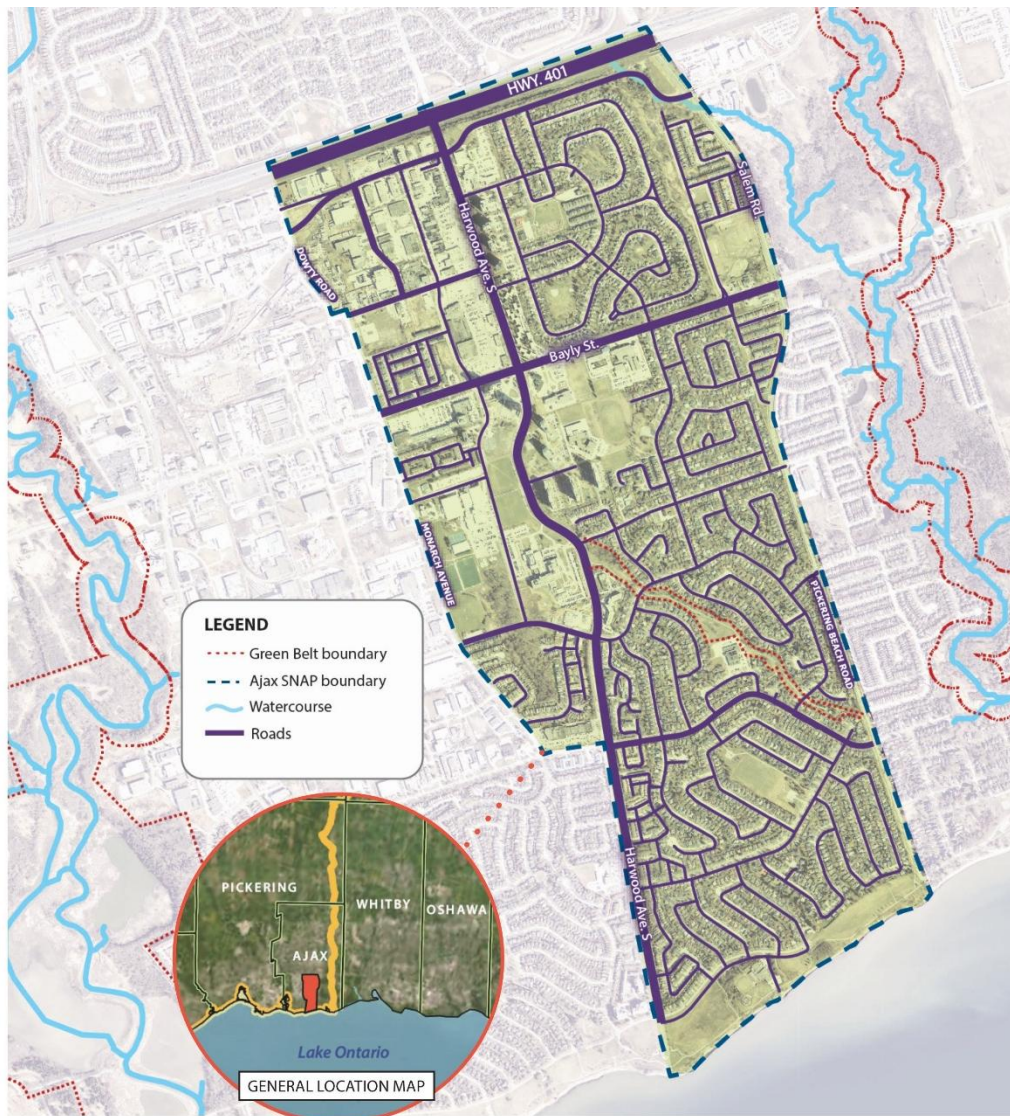 HWY. 401
Harwood Ave. S
Salem Rd
DOWTY ROAD
Bayly St.
MONARCH AVENUE
PICKERING BEACH ROAD
LEGEND
Green Belt boundary
Ajax SNAP boundary
Watercourse
Roads
Harwood Ave. S
PICKERING
WHITBY
OSHAWA
AJAX
Lake Ontario
GENERAL LOCATION MAP